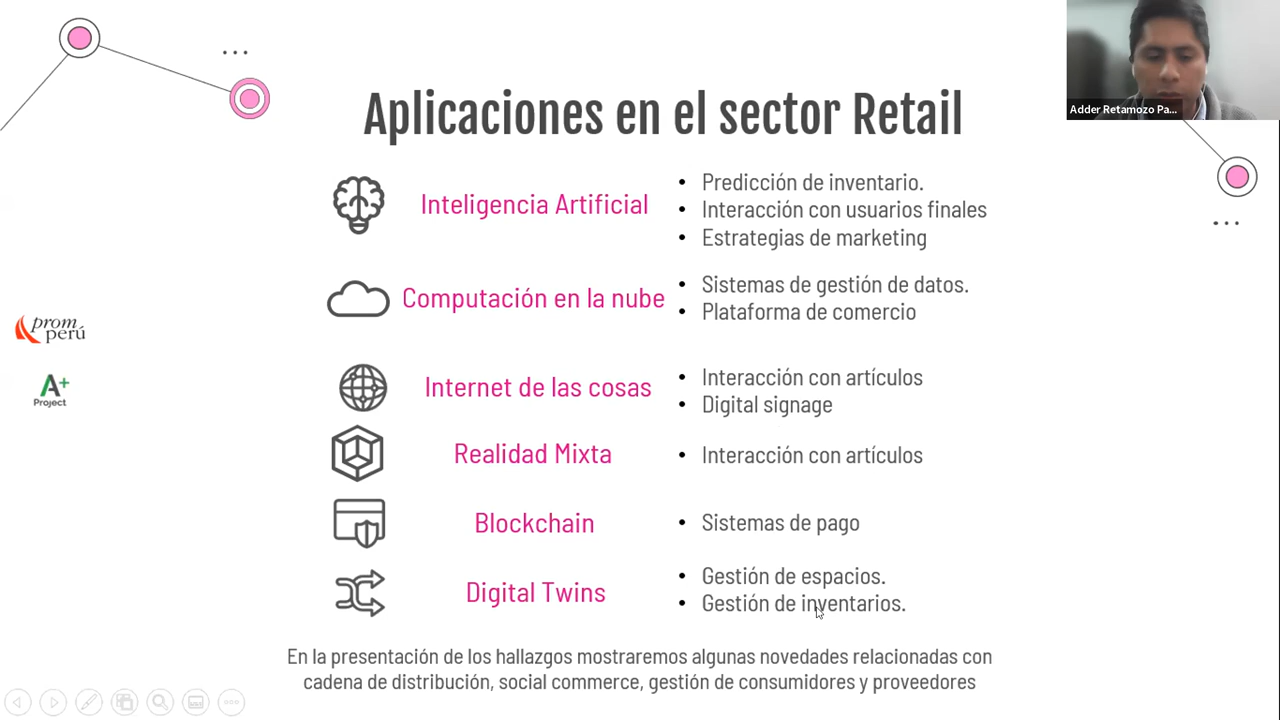 Aplicaciones en el sector Retail
Adder Retamozo Pa...
Inteligencia Artificial
• Predicción de inventario.
• Interacción con usuarios finales
• Estrategias de marketing
Computación en la nube
• Sistemas de gestión de datos.
• Plataforma de comercio
prom
perú
Internet de las cosas
• Interacción con artículos
• Digital signage
A+
Project
Realidad Mixta
• Interacción con artículos
Blockchain
• Sistemas de pago
Digital Twins
• Gestión de espacios.
• Gestión de inventarios.
En la presentación de los hallazgos mostraremos algunas novedades relacionadas con
cadena de distribución, social commerce, gestión de consumidores y proveedores